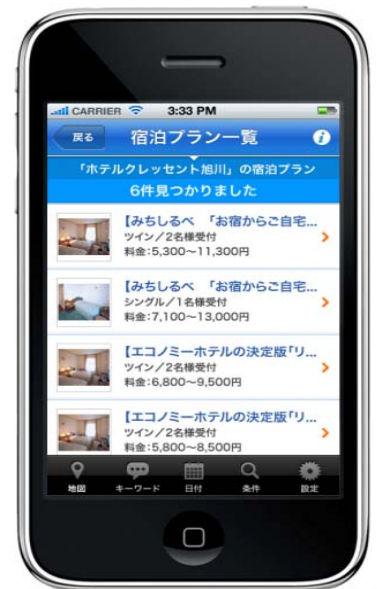 CARRIER 3:33 PM
戻る 宿泊プラン一覧
「ホテルクレッセント旭川」の宿泊プラン
6件見つかりました
【みちしるべ 「お宿からご自宅...
ツイン／2名様受付
料金:5,300～11,300円
【みちしるべ 「お宿からご自宅...
シングル／1名様受付
料金:7,100～13,000円
【エコノミーホテルの決定版「リ...
ツイン／2名様受付
料金:6,800～9,500円
【エコノミーホテルの決定版「リ...
ツイン／2名様受付
料金:5,800～8,500円
地図 キーワード 日付 条件 設定